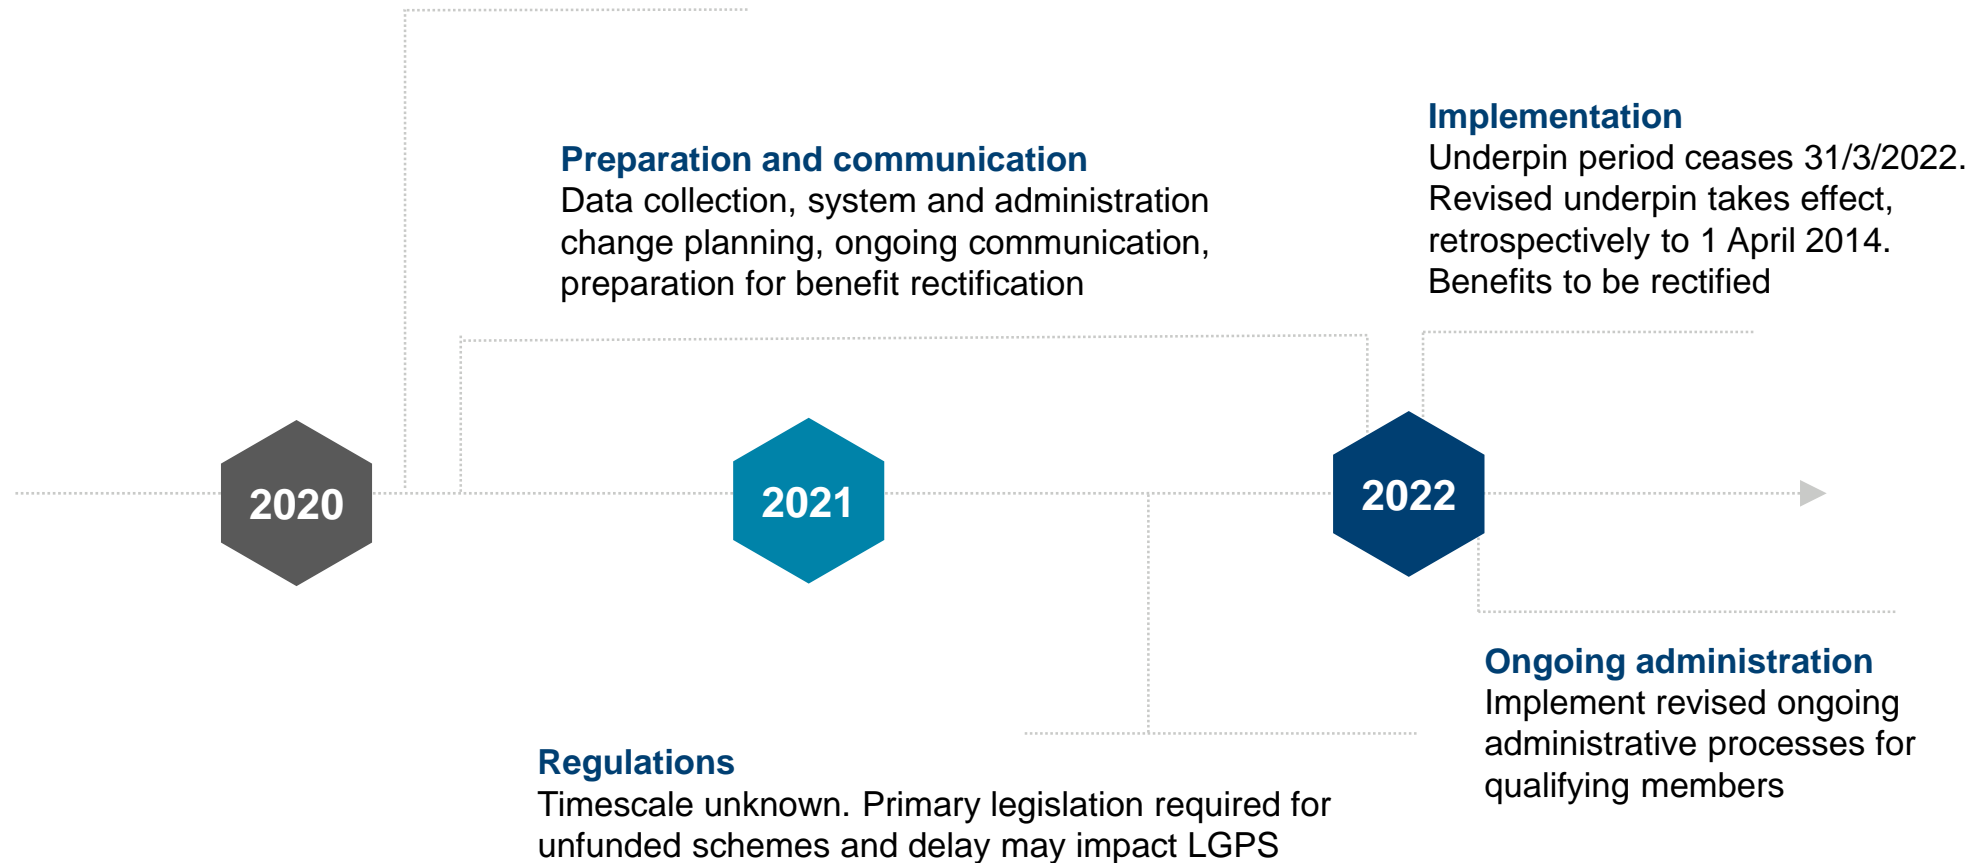 Implementation
Underpin period ceases 31/3/2022.
Revised underpin takes effect,
retrospectively to 1 April 2014.
Benefits to be rectified
Preparation and communication
Data collection, system and administration
change planning, ongoing communication,
preparation for benefit rectification
2020
2021
2022
Ongoing administration
Implement revised ongoing
administrative processes for
qualifying members
Regulations
Timescale unknown. Primary legislation required for
unfunded schemes and delay may impact LGPS